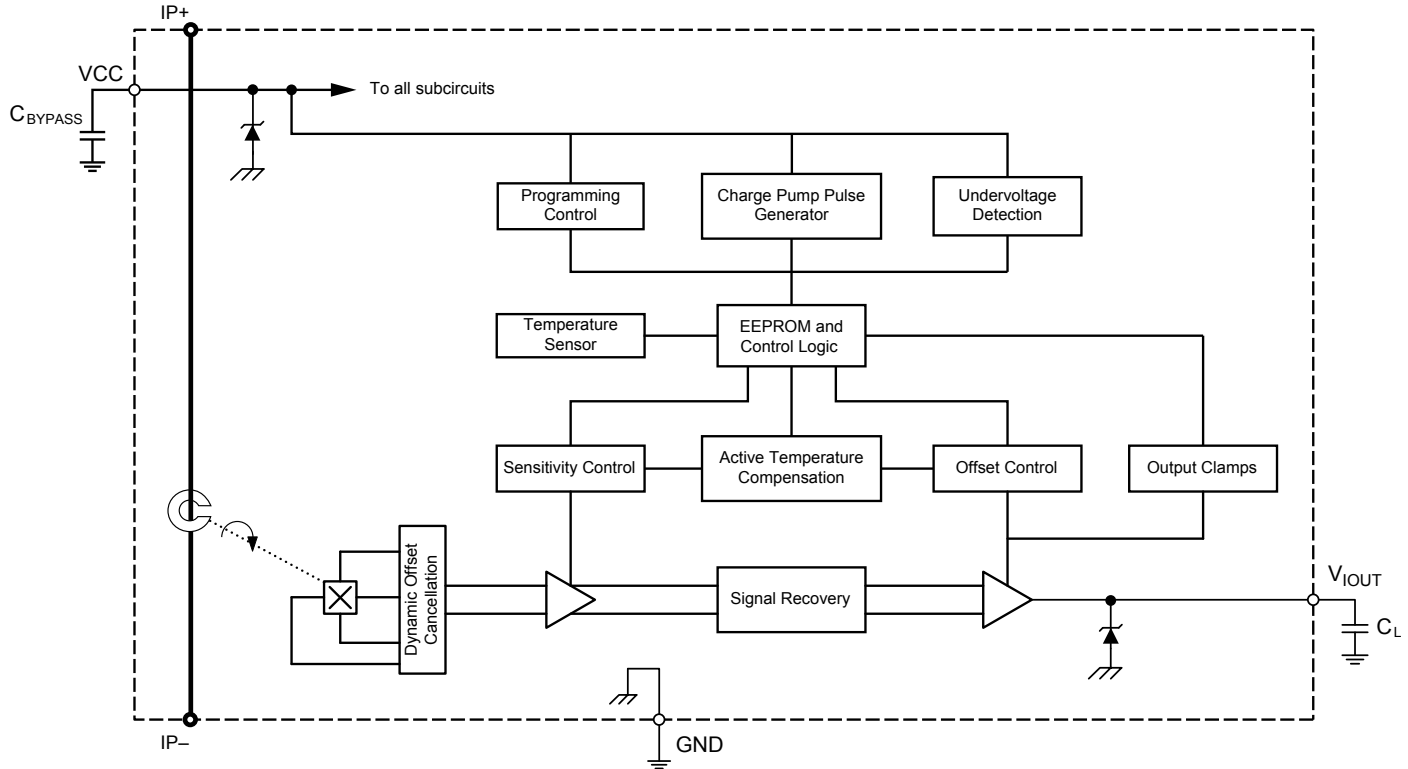 IP+
VCC
To all subcircuits
CBYPASS
Programming
Control
Charge Pump Pulse
Generator
Undervoltage
Detection
Temperature
Sensor
EEPROM and
Control Logic
Sensitivity Control
Active Temperature
Compensation
Offset Control
Output Clamps
Dynamic Offset
Cancellation
Signal Recovery
VIOUT
CL
GND
IP–